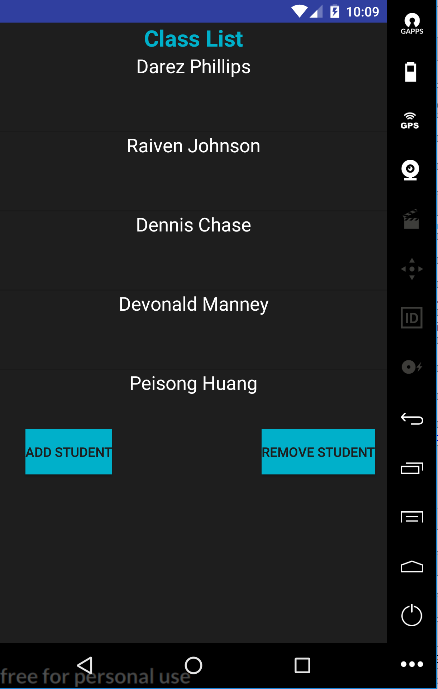 10:09
GAPPS
Class List
Darez Phillips
GPS
Raiven Johnson
Dennis Chase
Devonald Manney
ID
Peisong Huang
ADD STUDENT
REMOVE STUDENT
free for personal use